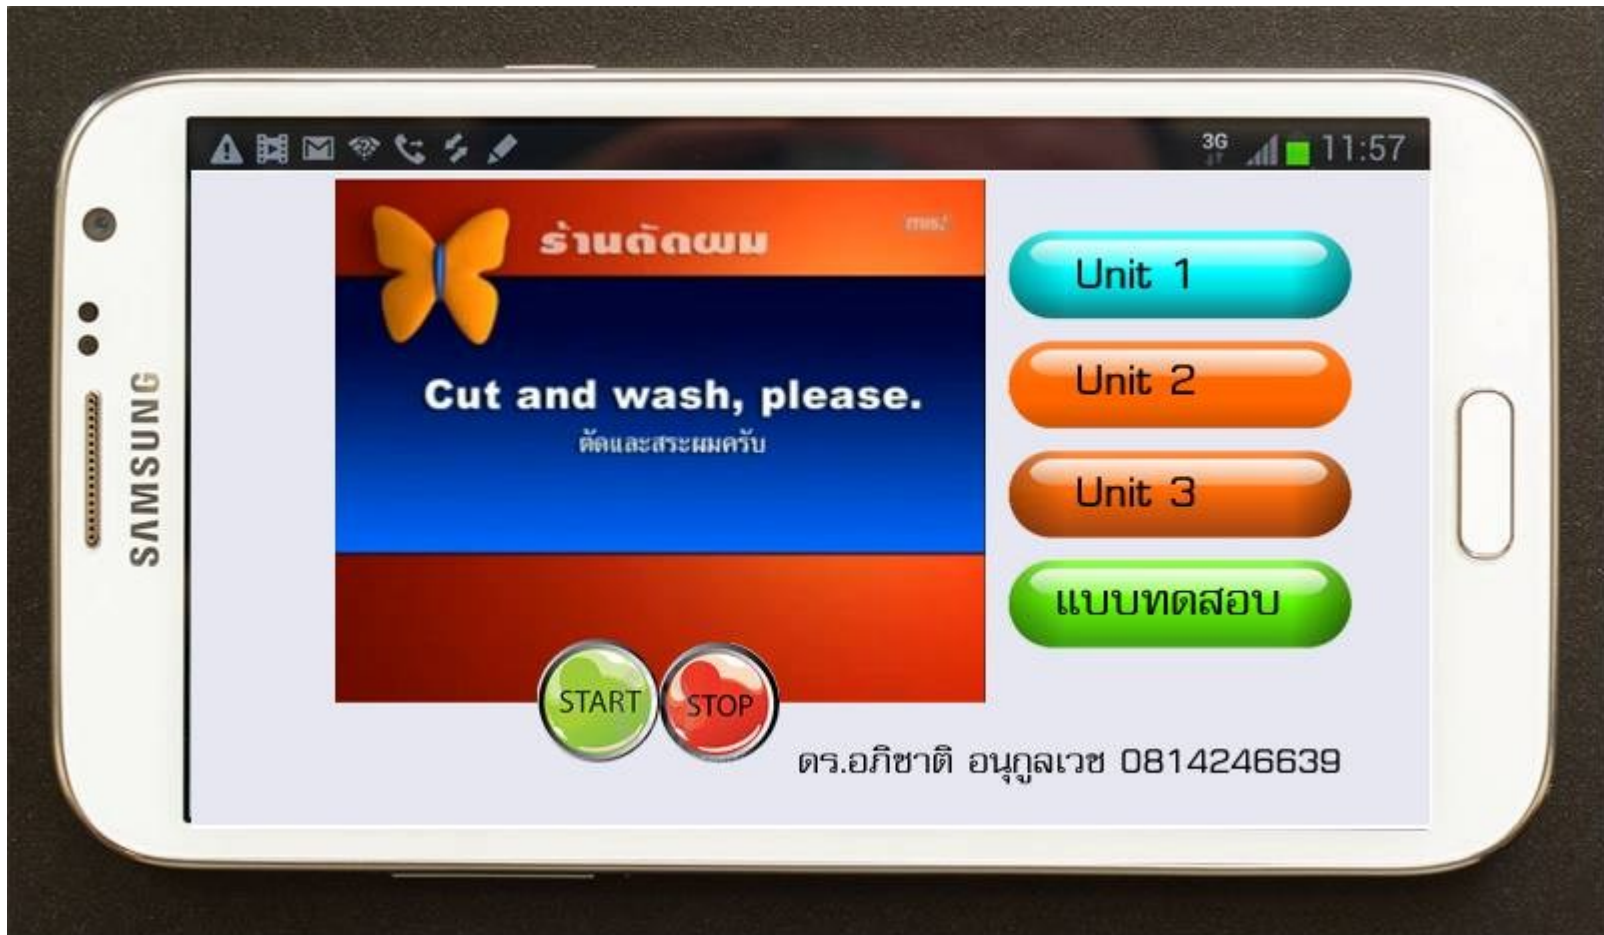 SAMSUNG
3G
11:57
ร้านตัดผม
Cut and wash, please.
ตัดและสระผมครับ
START
STOP
Unit 1
Unit 2
Unit 3
แบบทดสอบ
ดร.อภิชาติ อนุกูลเวช 0814246639